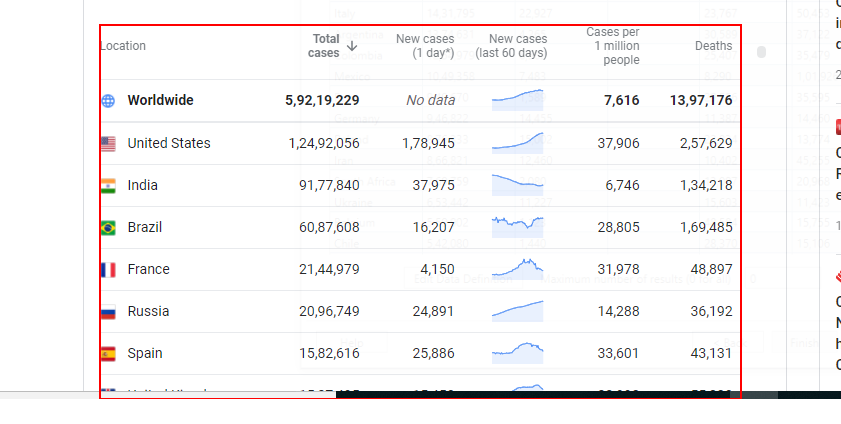 Location Total cases New cases (1 day*) New cases (last 60 days) Cases per 1 million people Deaths
Worldwide 5,92,19,229 No data 7,616 13,97,176
United States 1,24,92,056 1,78,945 37,906 2,57,629
India 91,77,840 37,975 6,746 1,34,218
Brazil 60,87,608 16,207 28,805 1,69,485
France 21,44,979 4,150 31,978 48,897
Russia 20,96,749 24,891 14,288 36,192
Spain 15,82,616 25,886 33,601 43,131